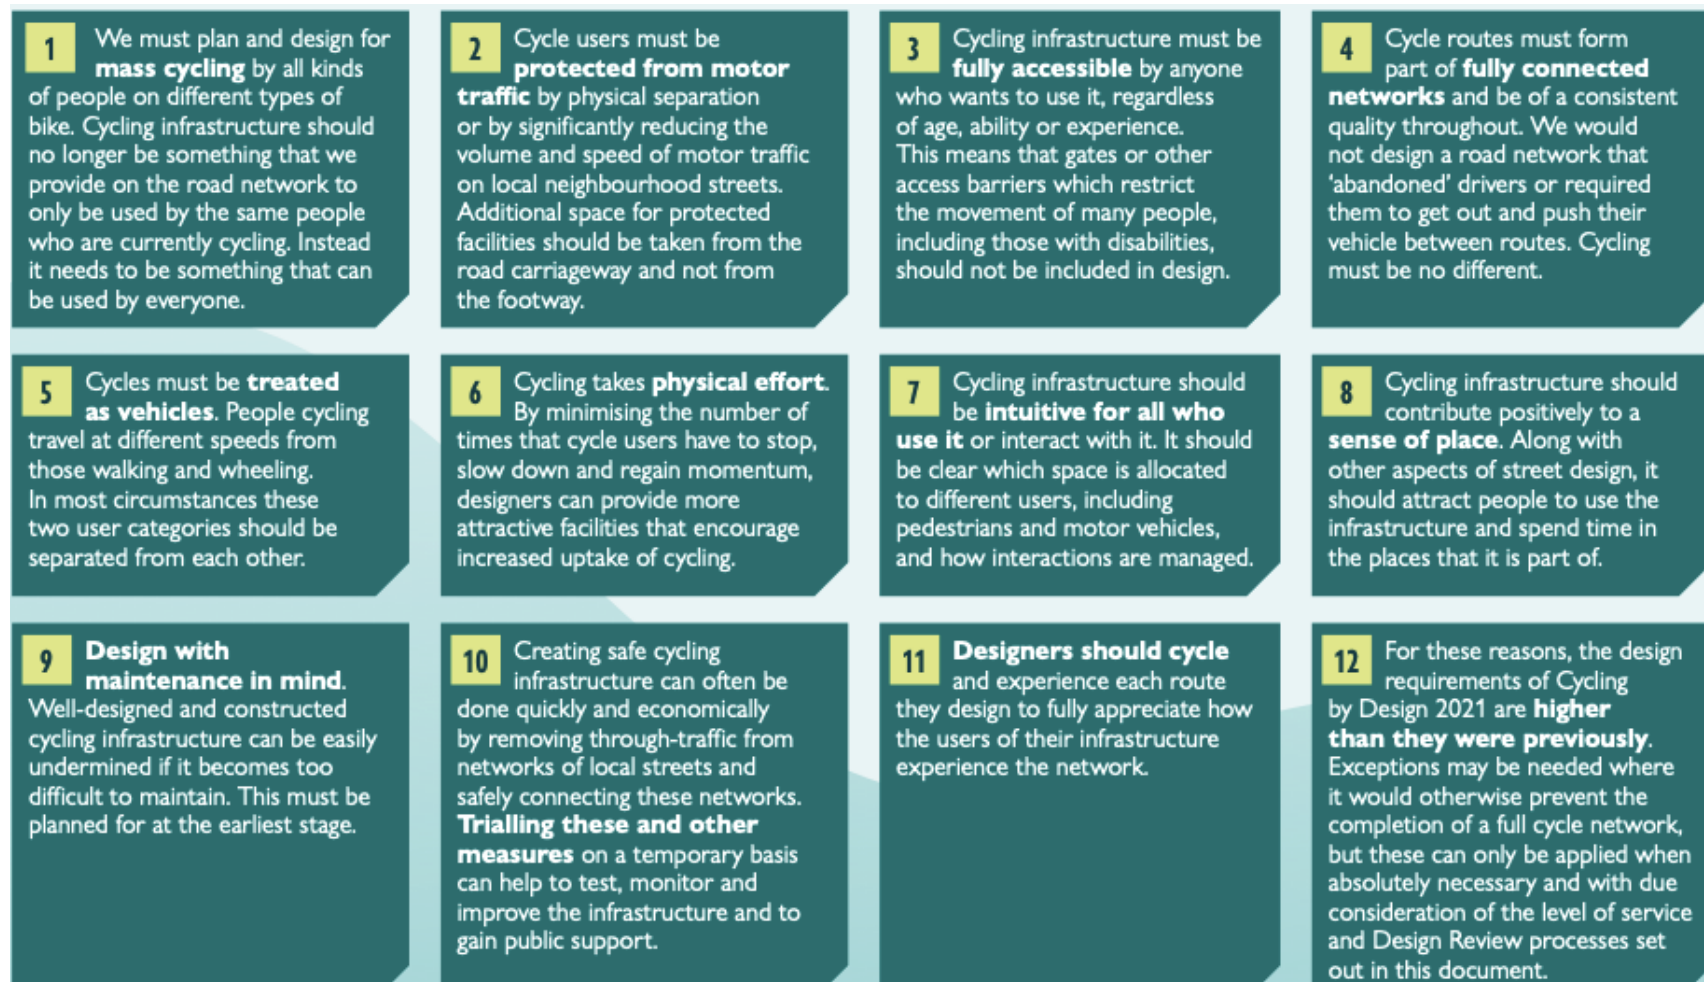 1
We must plan and design for
mass cycling by all kinds
of people on different types of
bike. Cycling infrastructure should
no longer be something that we
provide on the road network to
only be used by the same people
who are currently cycling. Instead
it needs to be something that can
be used by everyone.
2
Cycle users must be
protected from motor
traffic by physical separation
or by significantly reducing the
volume and speed of motor traffic
on local neighbourhood streets.
Additional space for protected
facilities should be taken from the
road carriageway and not from
the footway.
3
Cycling infrastructure must be
fully accessible by anyone
who wants to use it, regardless
of age, ability or experience.
This means that gates or other
access barriers which restrict
the movement of many people,
including those with disabilities,
should not be included in design.
4
Cycle routes must form
part of fully connected
networks and be of a consistent
quality throughout. We would
not design a road network that
‘abandoned’ drivers or required
them to get out and push their
vehicle between routes. Cycling
must be no different.
5
Cycles must be treated
as vehicles. People cycling
travel at different speeds from
those walking and wheeling.
In most circumstances these
two user categories should be
separated from each other.
6
Cycling takes physical effort.
By minimising the number of
times that cycle users have to stop,
slow down and regain momentum,
designers can provide more
attractive facilities that encourage
increased uptake of cycling.
7
Cycling infrastructure should
be intuitive for all who
use it or interact with it. It should
be clear which space is allocated
to different users, including
pedestrians and motor vehicles,
and how interactions are managed.
8
Cycling infrastructure should
contribute positively to a
sense of place. Along with
other aspects of street design, it
should attract people to use the
infrastructure and spend time in
the places that it is part of.
9
Design with
maintenance in mind.
Well-designed and constructed
cycling infrastructure can be easily
undermined if it becomes too
difficult to maintain. This must be
planned for at the earliest stage.
10
Creating safe cycling
infrastructure can often be
done quickly and economically
by removing through-traffic from
networks of local streets and
safely connecting these networks.
Trialling these and other
measures on a temporary basis
can help to test, monitor and
improve the infrastructure and to
gain public support.
11
Designers should cycle
and experience each route
they design to fully appreciate how
the users of their infrastructure
experience the network.
12
For these reasons, the design
requirements of Cycling
by Design 2021 are higher
than they were previously.
Exceptions may be needed where
it would otherwise prevent the
completion of a full cycle network,
but these can only be applied when
absolutely necessary and with due
consideration of the level of service
and Design Review processes set
out in this document.